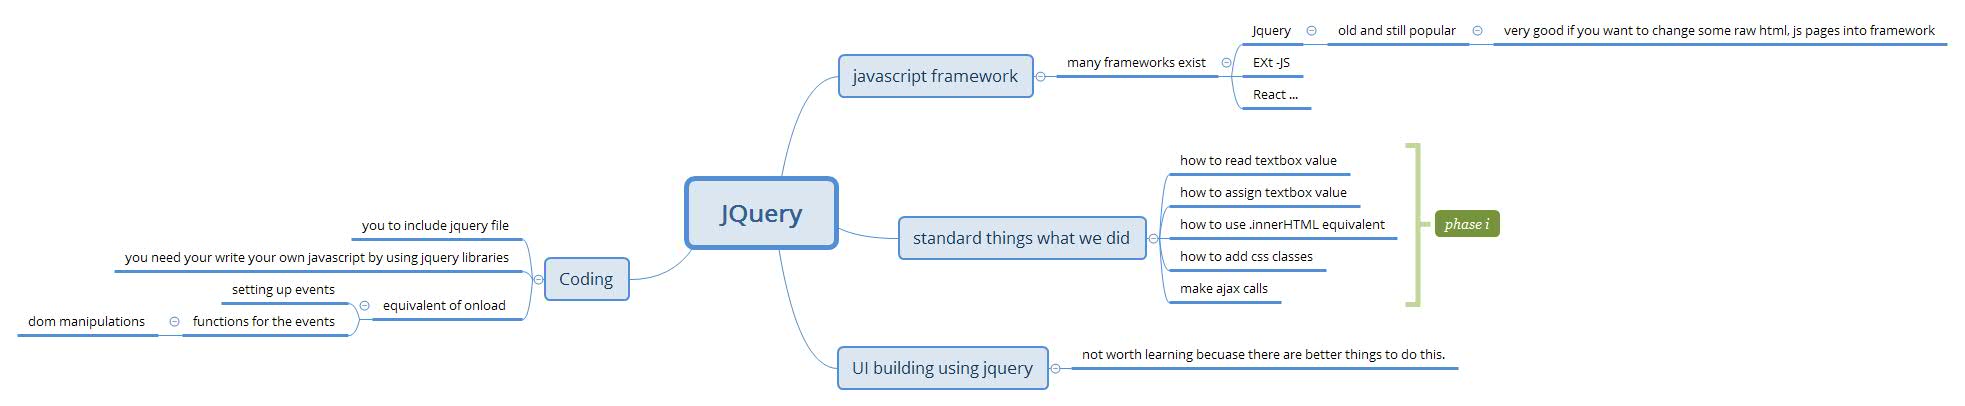 JQuery
javascript framework
many frameworks exist
Jquery
old and still popular
very good if you want to change some raw html, js pages into framework
EXt -JS
React ...
standard things what we did
how to read textbox value
how to assign textbox value
how to use .innerHTML equivalent
how to add css classes
make ajax calls
phase i
UI building using jquery
not worth learning becuase there are better things to do this.
Coding
you to include jquery file
you need your write your own javascript by using jquery libraries
equivalent of onload
setting up events
functions for the events
dom manipulations